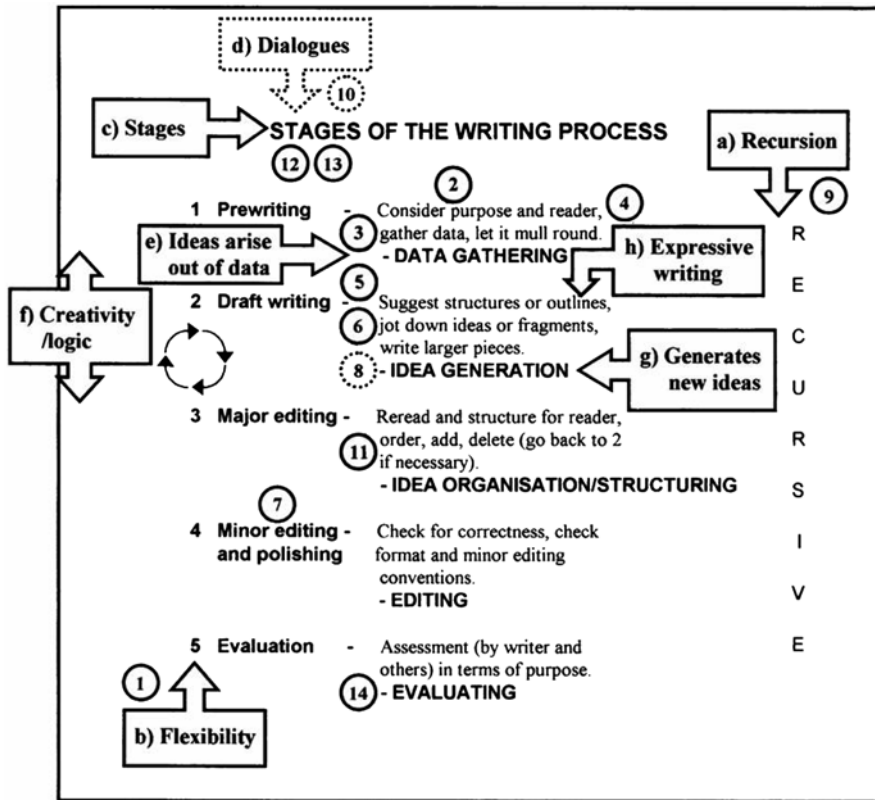 d) Dialogues
10
c) Stages
STAGES OF THE WRITING PROCESS
12 13
a) Recursion
9
2
4
1 Prewriting - Consider purpose and reader,
3 gather data, let it mull round.
- DATA GATHERING
e) Ideas arise
out of data
h) Expressive
writing
5
2 Draft writing - Suggest structures or outlines,
6 jot down ideas or fragments,
write larger pieces.
8 - IDEA GENERATION
f) Creativity
/logic
g) Generates
new ideas
3 Major editing - Reread and structure for reader,
11 order, add, delete (go back to 2
if necessary).
- IDEA ORGANISATION/STRUCTURING
7
4 Minor editing - Check for correctness, check
and polishing format and minor editing
conventions.
- EDITING
5 Evaluation - Assessment (by writer and
others) in terms of purpose.
14 - EVALUATING
1
b) Flexibility
R
E
C
U
R
S
I
V
E